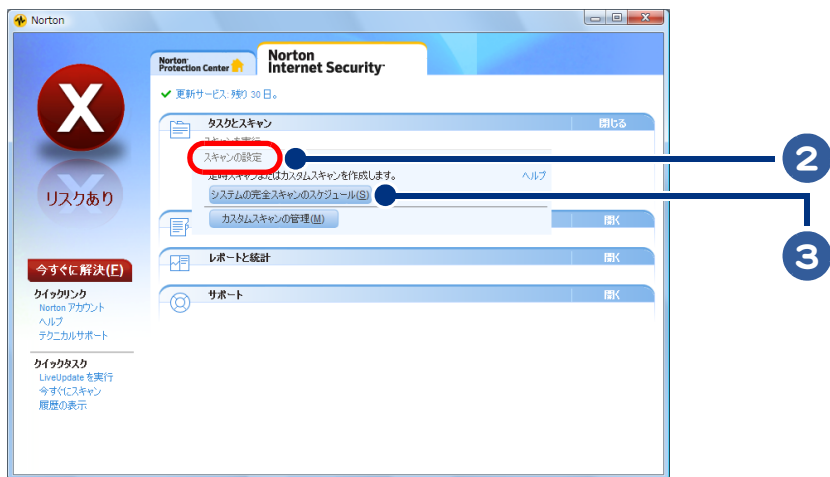 Norton
Norton
Protection Center
Norton
Internet Security
更新サービス: 残り 30 日。
X
リスクあり
今すぐに解決(F)
クイックリンク
Norton アカウント
ヘルプ
テクニカルサポート
クイックタスク
LiveUpdate を実行
今すぐにスキャン
履歴の表示
タスクとスキャン 閉じる
スキャンを実行
スキャンの設定
定時スキャンまたはカスタムスキャンを作成します。 ヘルプ
システムの完全スキャンのスケジュール(S)
カスタムスキャンの管理(M)
開く
レポートと統計 開く
サポート 開く
2
3